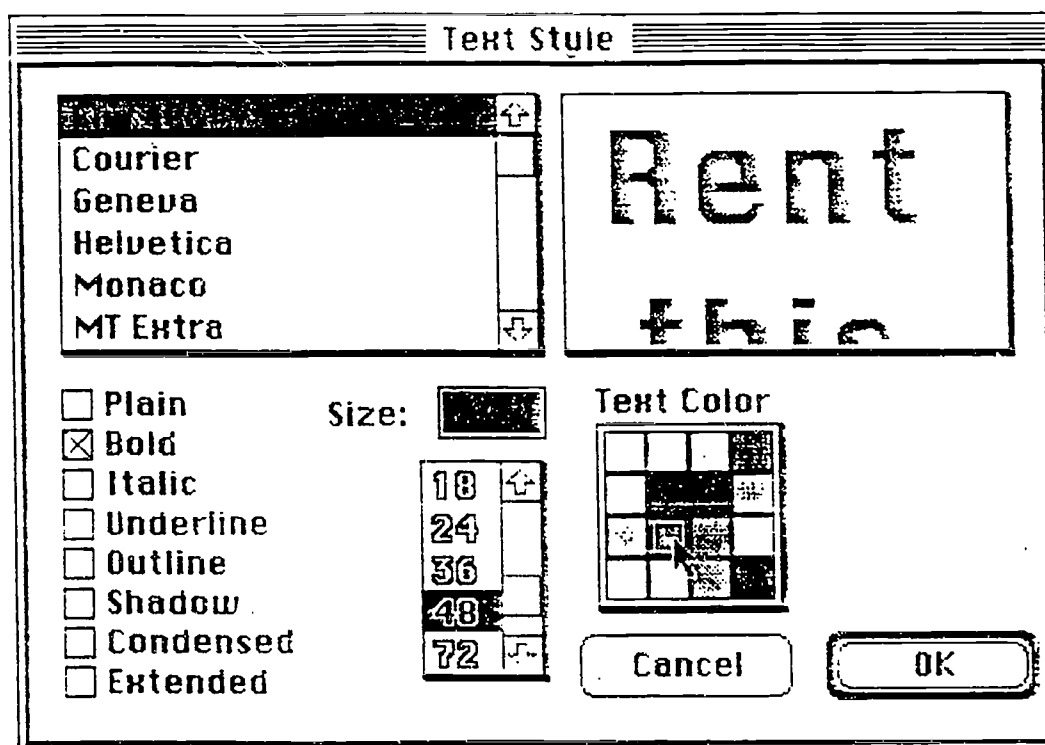 Text Style
Courier
Geneva
Helvetica
Monaco
MT Extra
Rent
this
Plain
Bold
Italic
Underline
Outline
Shadow
Condensed
Extended
Size:
18
24
36
48
72
Text Color
Cancel
OK